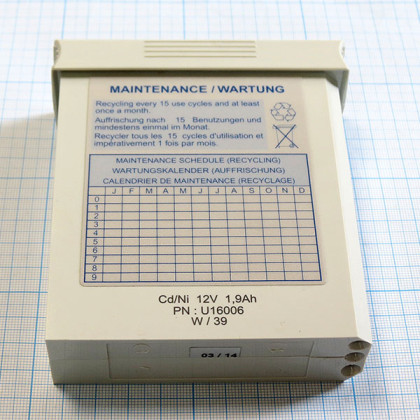 MAINTENANCE / WARTUNG
Recycling every 15 use cycles and at least
once a month.
Auffrischung nach 15 Benutzungen und
mindestens einmal im Monat.
Recycler tous les 15 cycles d'utilisation et
impérativement 1 fois par mois.
MAINTENANCE SCHEDULE (RECYCLING)
WARTUNGSKALENDER (AUFFRISCHUNG)
CALENDRIER DE MAINTENANCE (RECYCLAGE)
J F M A M J J A S O N D
0
1
2
3
4
5
6
7
8
9
Cd/Ni 12V 1,9Ah
PN : U16006
W / 39
03 / 14